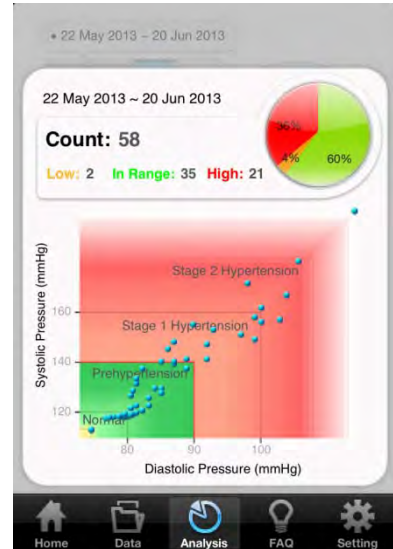 • 22 May 2013 ~ 20 Jun 2013
22 May 2013 ~ 20 Jun 2013
Count: 58
Low: 2 In Range: 35 High: 21
36%
4%
60%
Systolic Pressure (mmHg)
Stage 2 Hypertension
160
Stage 1 Hypertension
140
Prehypertension
120
Normal
80
90
100
Diastolic Pressure (mmHg)
Home
Data
Analysis
FAQ
Setting